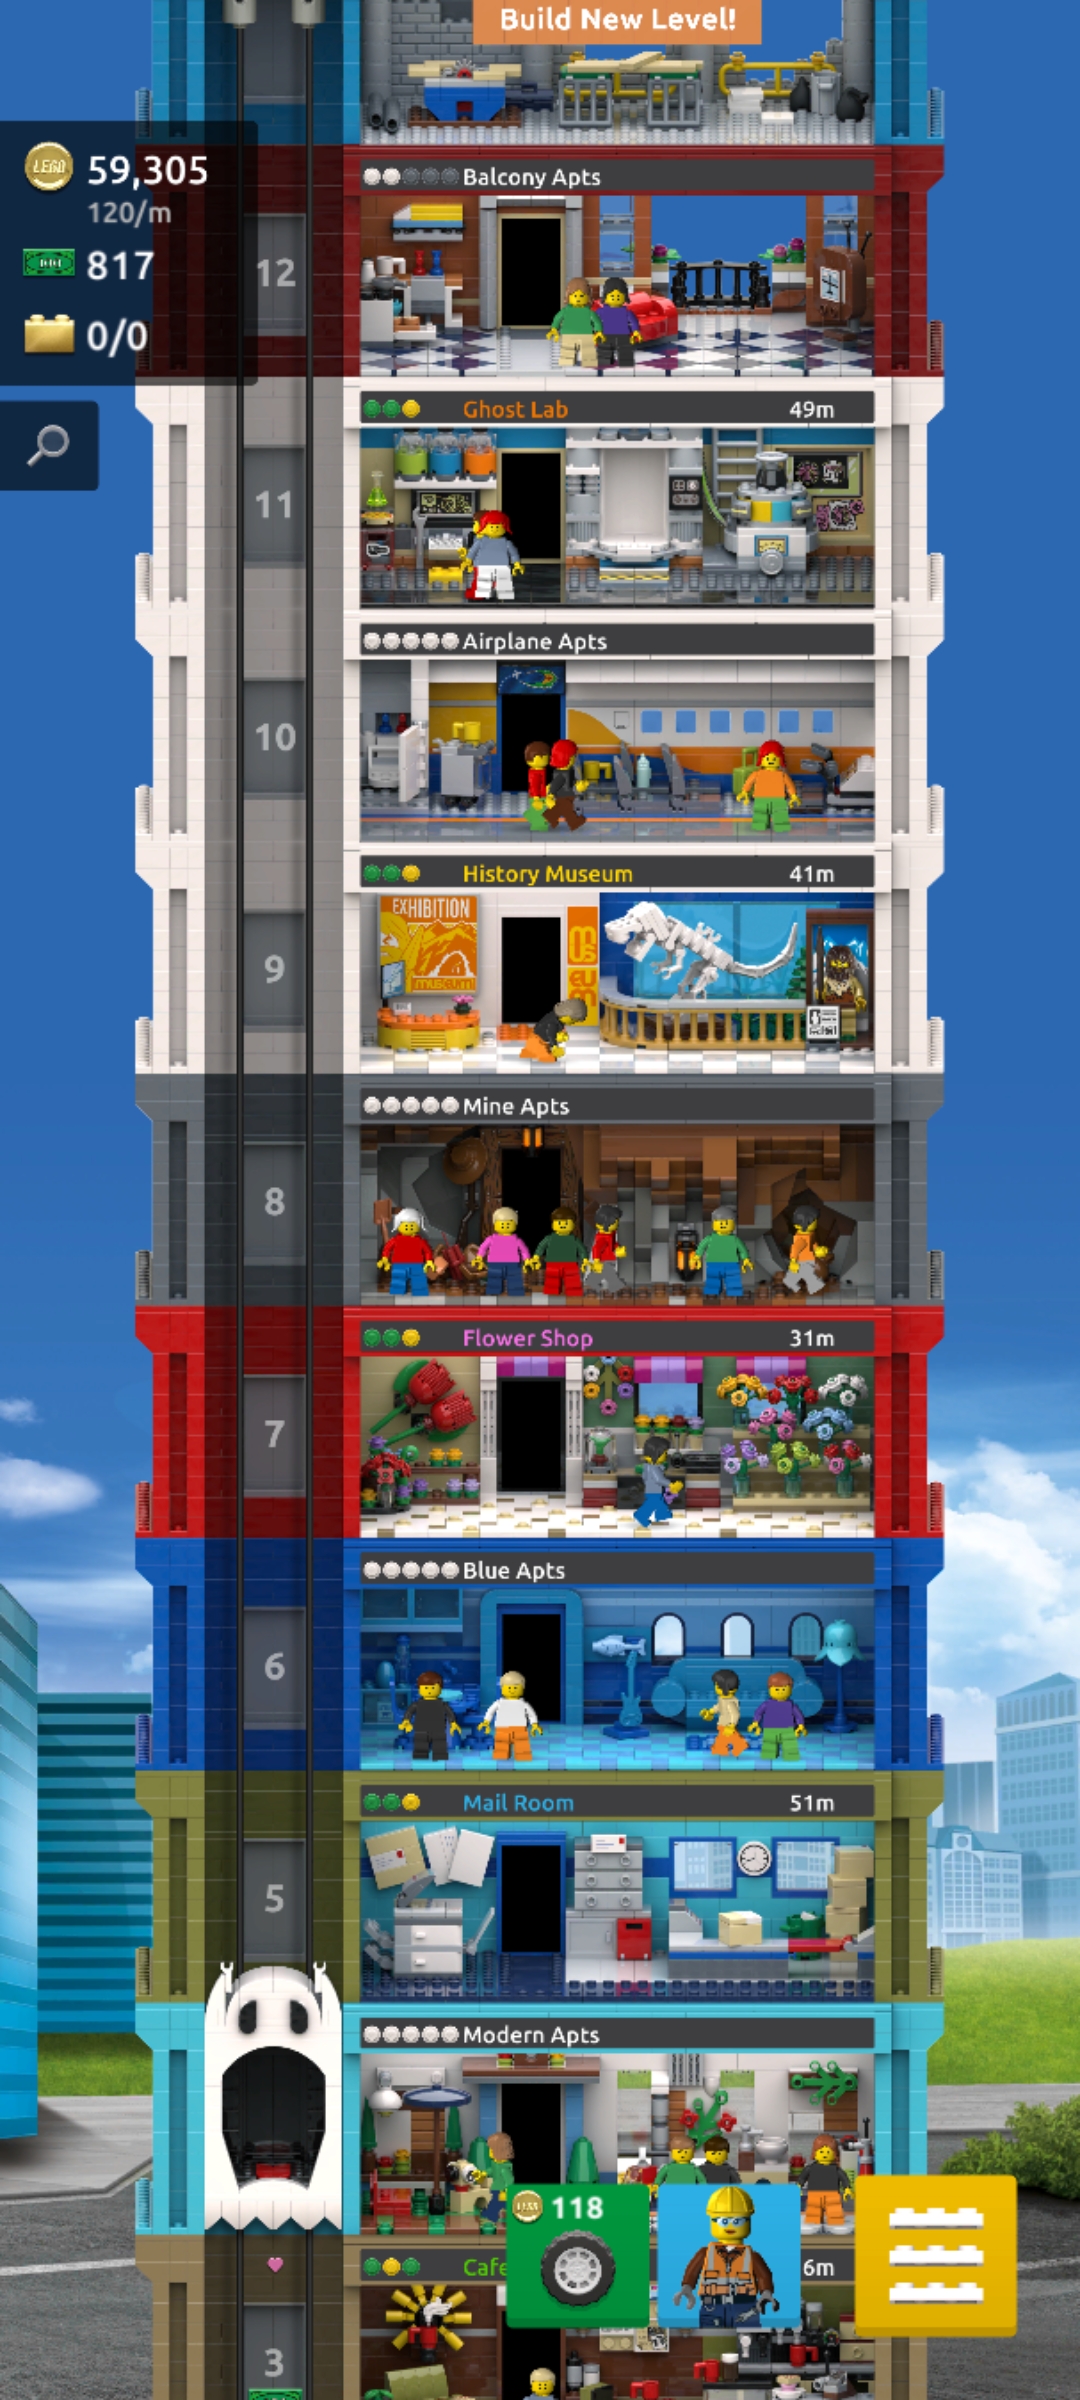 Build New Level!
LEGO 59,305
120/m
817
0/0
Balcony Apts
12
Ghost Lab 49m
11
Airplane Apts
10
History Museum 41m
EXHIBITION
museum
museum
9
Mine Apts
8
Flower Shop 31m
7
Blue Apts
6
Mail Room 51m
5
Modern Apts
118
Cafe 6m
3